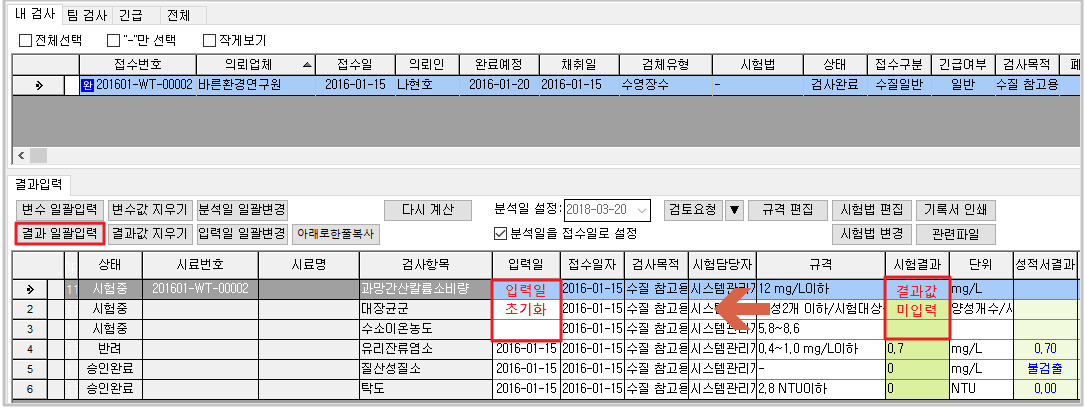 내 검사 팀 검사 긴급 전체
전체선택 "-"만 선택 작게보기
접수번호 의뢰업체 접수일 의뢰인 완료예정 채취일 검체유형 시험법 상태 접수구분 긴급여부 검사목적
완 201601-WT-00002 바른환경연구원 2016-01-15 나현호 2016-01-20 2016-01-15 수영장수 - 검사완료 수질일반 일반 수질 참고용
결과입력
변수 일괄입력 변수값 지우기 분석일 일괄변경 다시 계산 분석일 설정: 2018-03-20 검토요청 ▼ 규격 편집 시험법 편집 기록서 인쇄
결과 일괄입력 결과값 지우기 입력일 일괄변경 아래로한줄복사 분석일을 접수일로 설정 시험법 변경 관련파일
상태 시료번호 시료명 검사항목 입력일 접수일자 검사목적 시험담당자 규격 시험결과 단위 성적서결과
1 시험중 201601-WT-00002 과망간산칼륨소비량 입력일 2016-01-15 수질 참고용 시스템관리자 12 mg/L이하 결과값 mg/L
2 시험중 대장균군 초기화 2016-01-15 수질 참고 성2개 이하/시험대상 미입력 양성개수/시
3 시험중 수소이온농도 2016-01-15 수질 참고용 시스템관리자 5,8~8,6
4 반려 유리잔류염소 2016-01-15 2016-01-15 수질 참고용 시스템관리자 0,4~1,0 mg/L이하 0,7 mg/L 0,70
5 승인완료 질산성질소 2016-01-15 2016-01-15 수질 참고용 시스템관리자 - 0 mg/L 불검출
6 승인완료 탁도 2016-01-15 2016-01-15 수질 참고용 시스템관리자 2,8 NTU이하 0 NTU 0,00